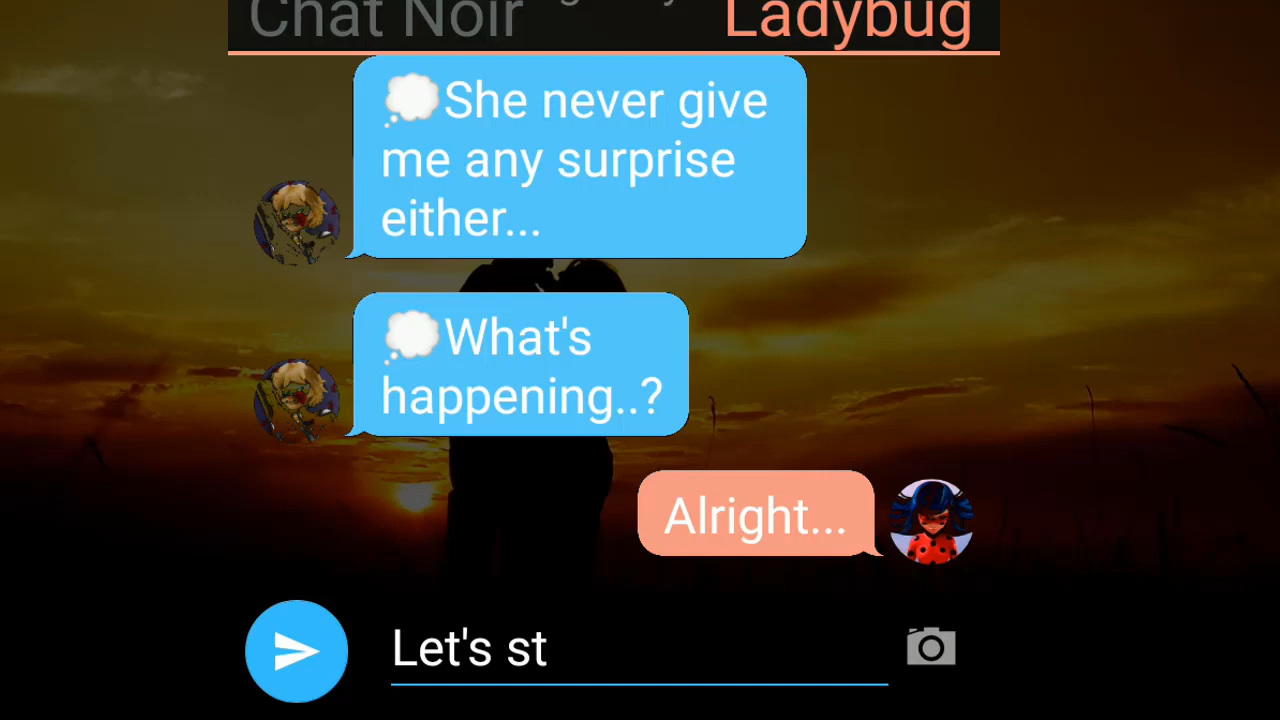 Chat Noir Ladybug
💭She never give
me any surprise
either...
💭What's
happening..?
Alright...
Let's st